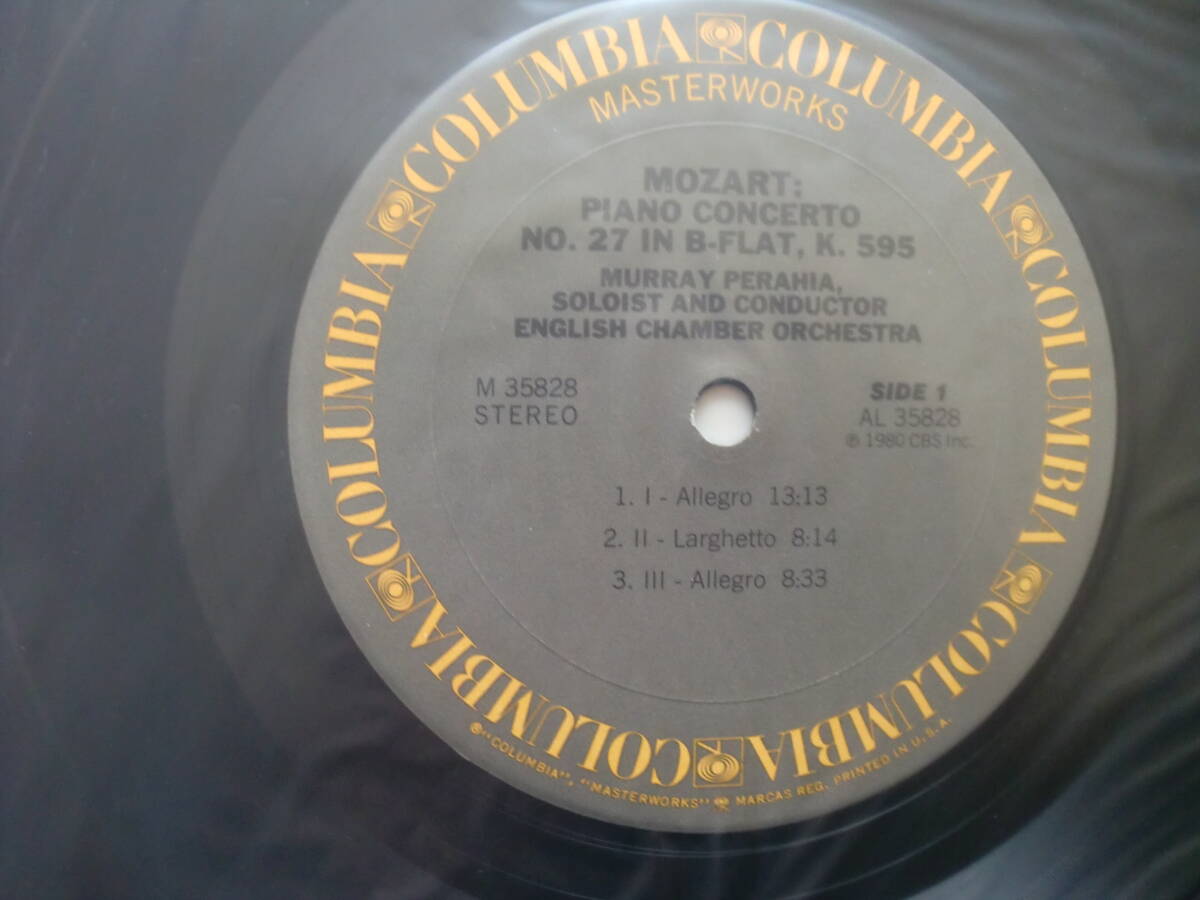 COLUMBIA COLUMBIA COLUMBIA COLUMBIA COLUMBIA COLUMBIA COLUMBIA COLUMBIA
MASTERWORKS
MOZART:
PIANO CONCERTO
NO. 27 IN B-FLAT, K. 595
MURRAY PERAHIA,
SOLOIST AND CONDUCTOR
ENGLISH CHAMBER ORCHESTRA
M 35828
STEREO
SIDE 1
AL 35828
℗ 1980 CBS Inc.
1. I - Allegro 13:13
2. II - Larghetto 8:14
3. III - Allegro 8:33
®"COLUMBIA", "MASTERWORKS" MARCAS REG. PRINTED IN U.S.A.